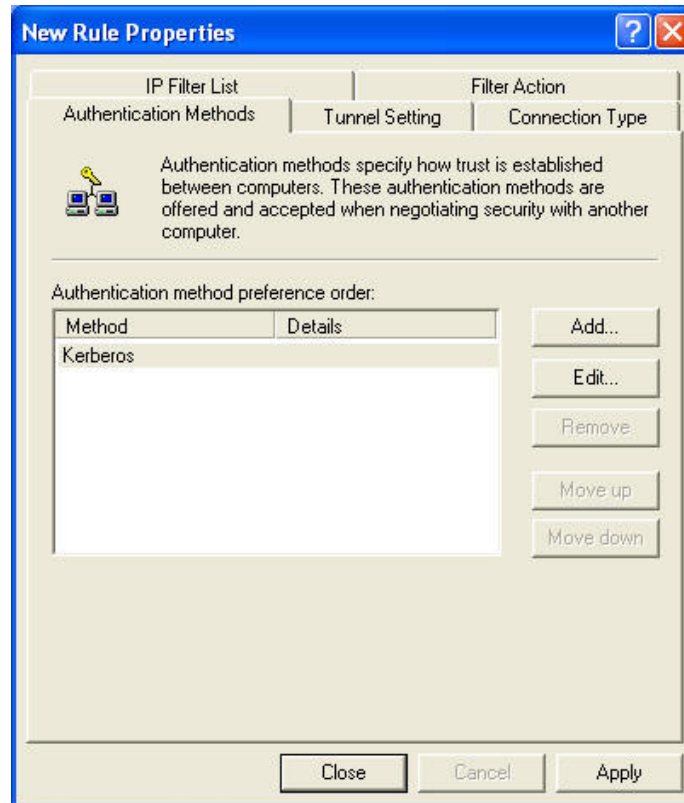 New Rule Properties
IP Filter List
Filter Action
Authentication Methods
Tunnel Setting
Connection Type
Authentication methods specify how trust is established
between computers. These authentication methods are
offered and accepted when negotiating security with another
computer.
Authentication method preference order:
Method
Details
Kerberos
Add...
Edit...
Remove
Move up
Move down
Close
Cancel
Apply